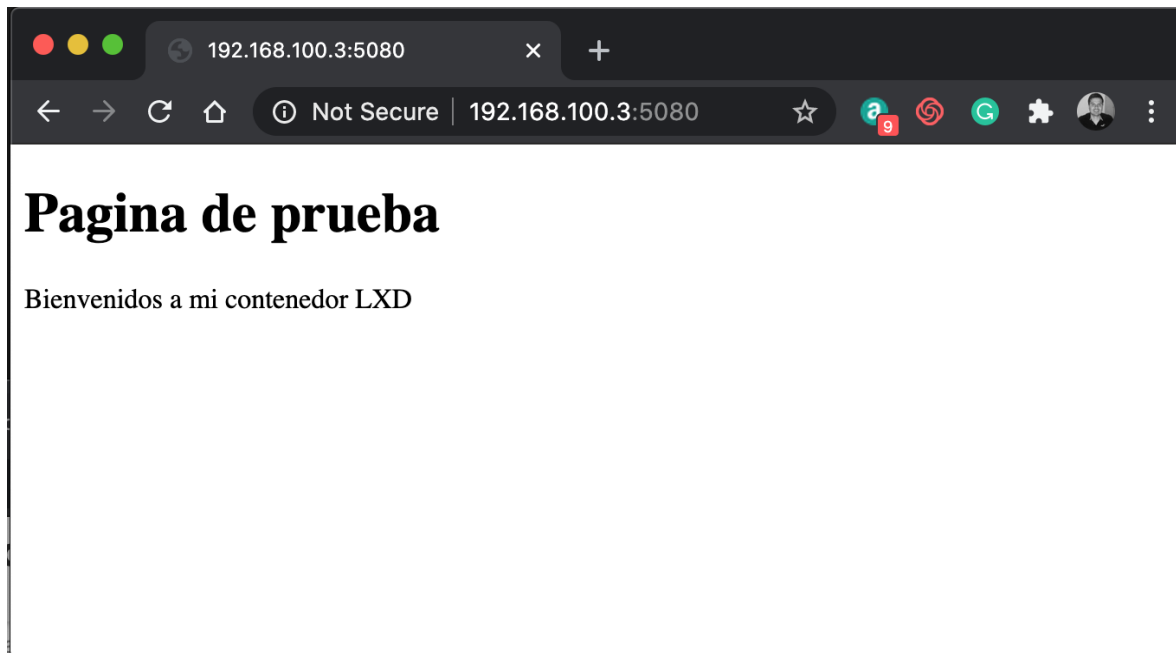 192.168.100.3:5080
Not Secure 192.168.100.3:5080
a
9
G
Pagina de prueba
Bienvenidos a mi contenedor LXD